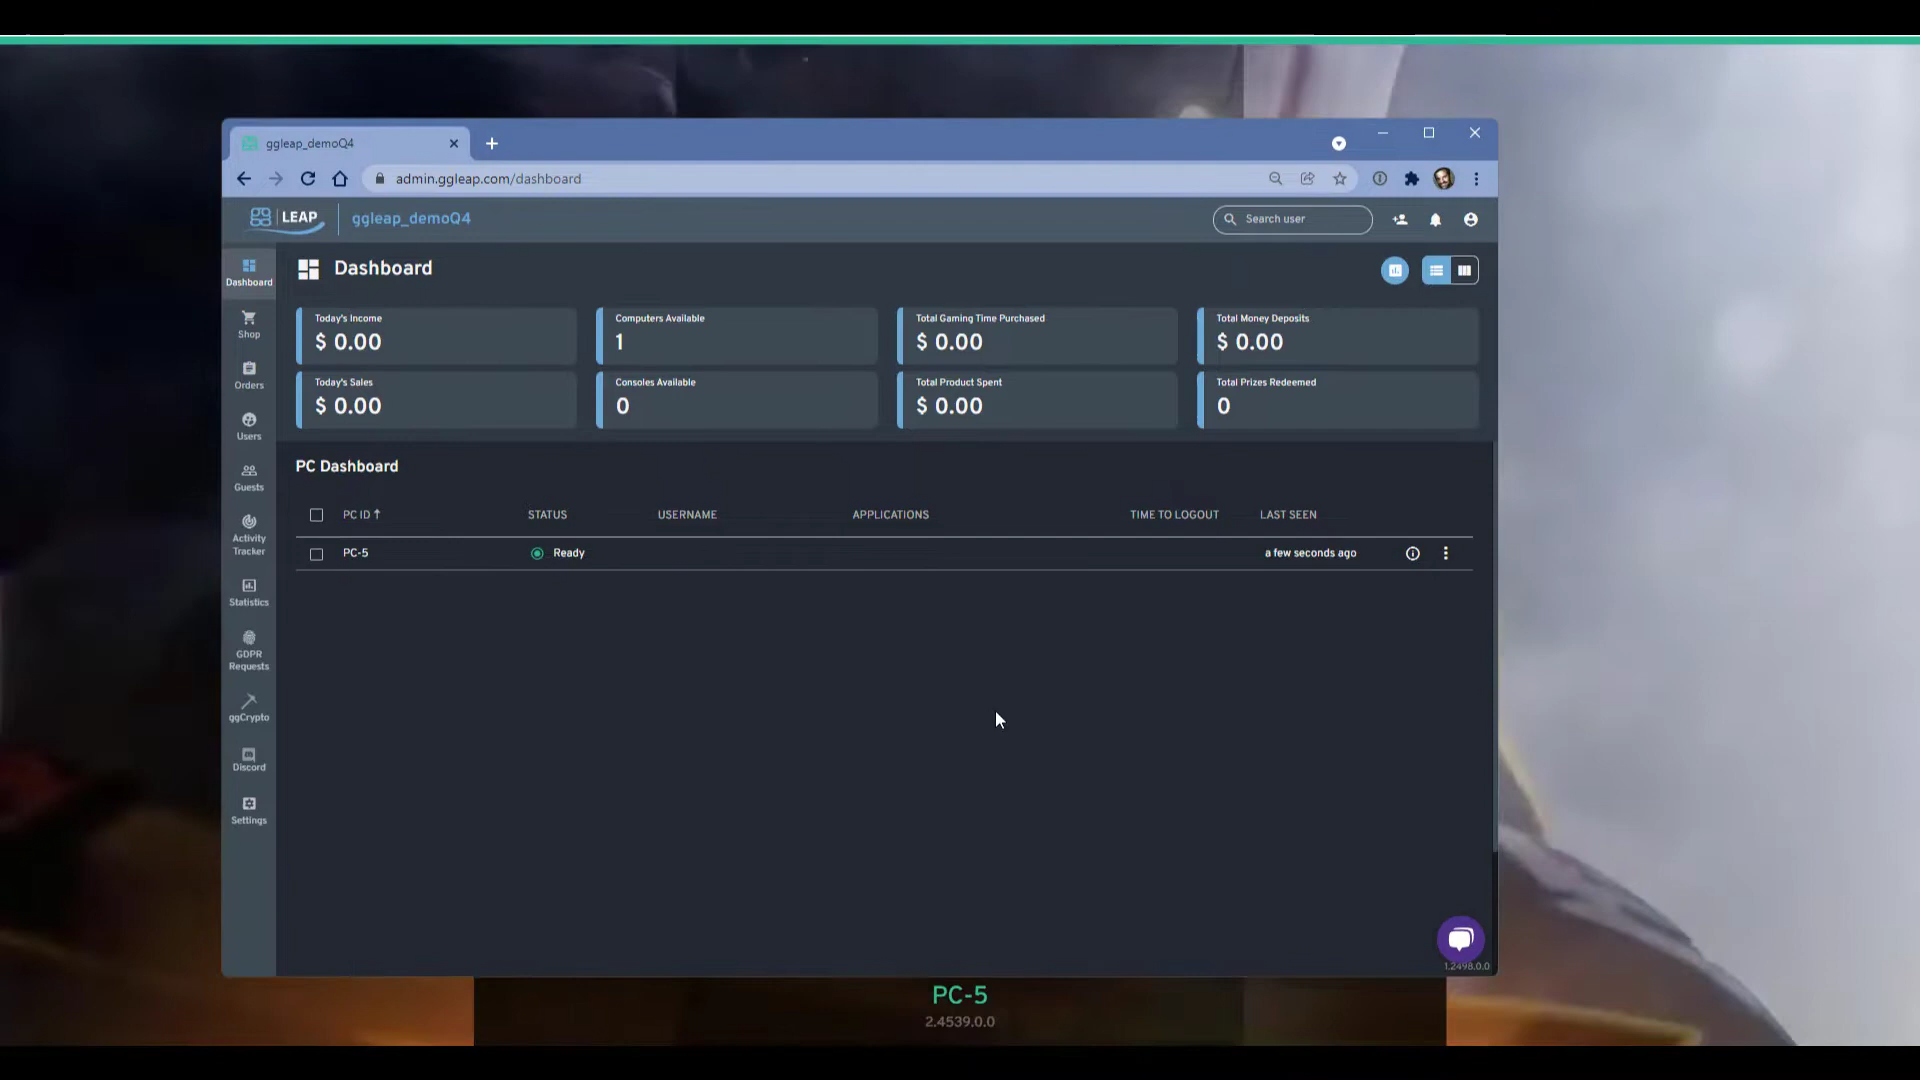 ggleap_demoQ4
admin.ggleap.com/dashboard
LEAP
ggleap_demoQ4
Search user
Dashboard
Dashboard
Today's Income
$ 0.00
Computers Available
1
Total Gaming Time Purchased
$ 0.00
Total Money Deposits
$ 0.00
Today's Sales
$ 0.00
Consoles Available
0
Total Product Spent
$ 0.00
Total Prizes Redeemed
0
Shop
Orders
Users
Guests
Activity
Tracker
Statistics
GDPR
Requests
ggCrypto
Discord
Settings
PC Dashboard
PC ID STATUS USERNAME APPLICATIONS TIME TO LOGOUT LAST SEEN
PC-5 Ready a few seconds ago
1.2498.0.0
PC-5
2.4539.0.0